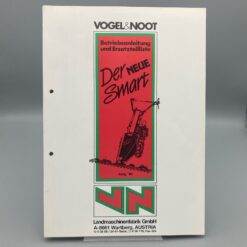 VOGEL&NOOT
Betriebsanleitung
und Ersatzteilliste
Der NEUE
Smart
VN
Landmaschinenfabrik GmbH
A-8661 Wartberg, AUSTRIA